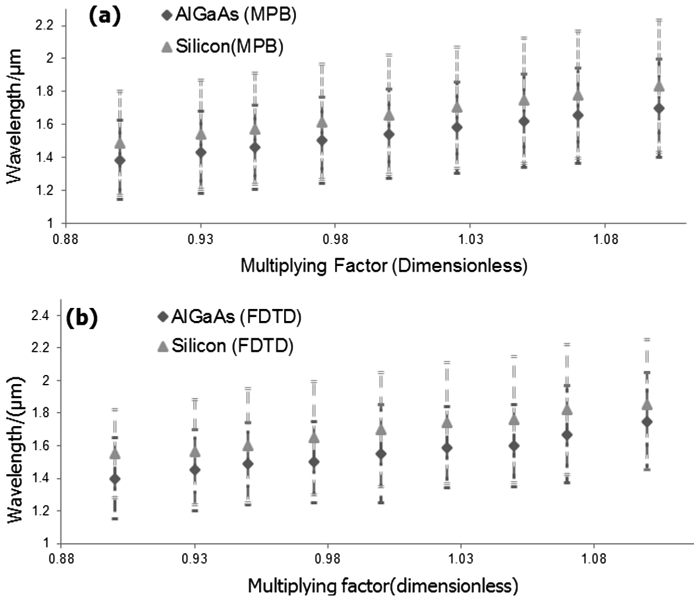 (a)
AlGaAs (MPB)
Silicon(MPB)
2.2
2
1.8
1.6
1.4
1.2
1
Wavelength/µm
0.88 0.93 0.98 1.03 1.08
Multiplying Factor (Dimensionless)
(b)
AlGaAs (FDTD)
Silicon (FDTD)
2.4
2.2
2
1.8
1.6
1.4
1.2
1
Wavelength/(µm)
0.88 0.93 0.98 1.03 1.08
Multiplying factor(dimensionless)